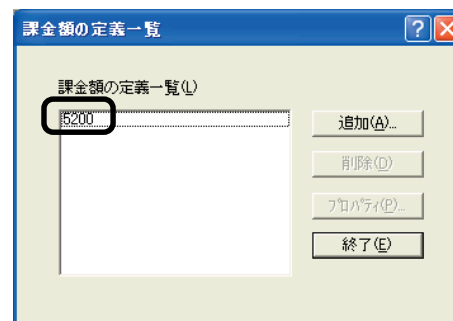 課金額の定義一覧
課金額の定義一覧(L)
5200
追加(A)...
削除(D)
プロパティ(P)...
終了(E)